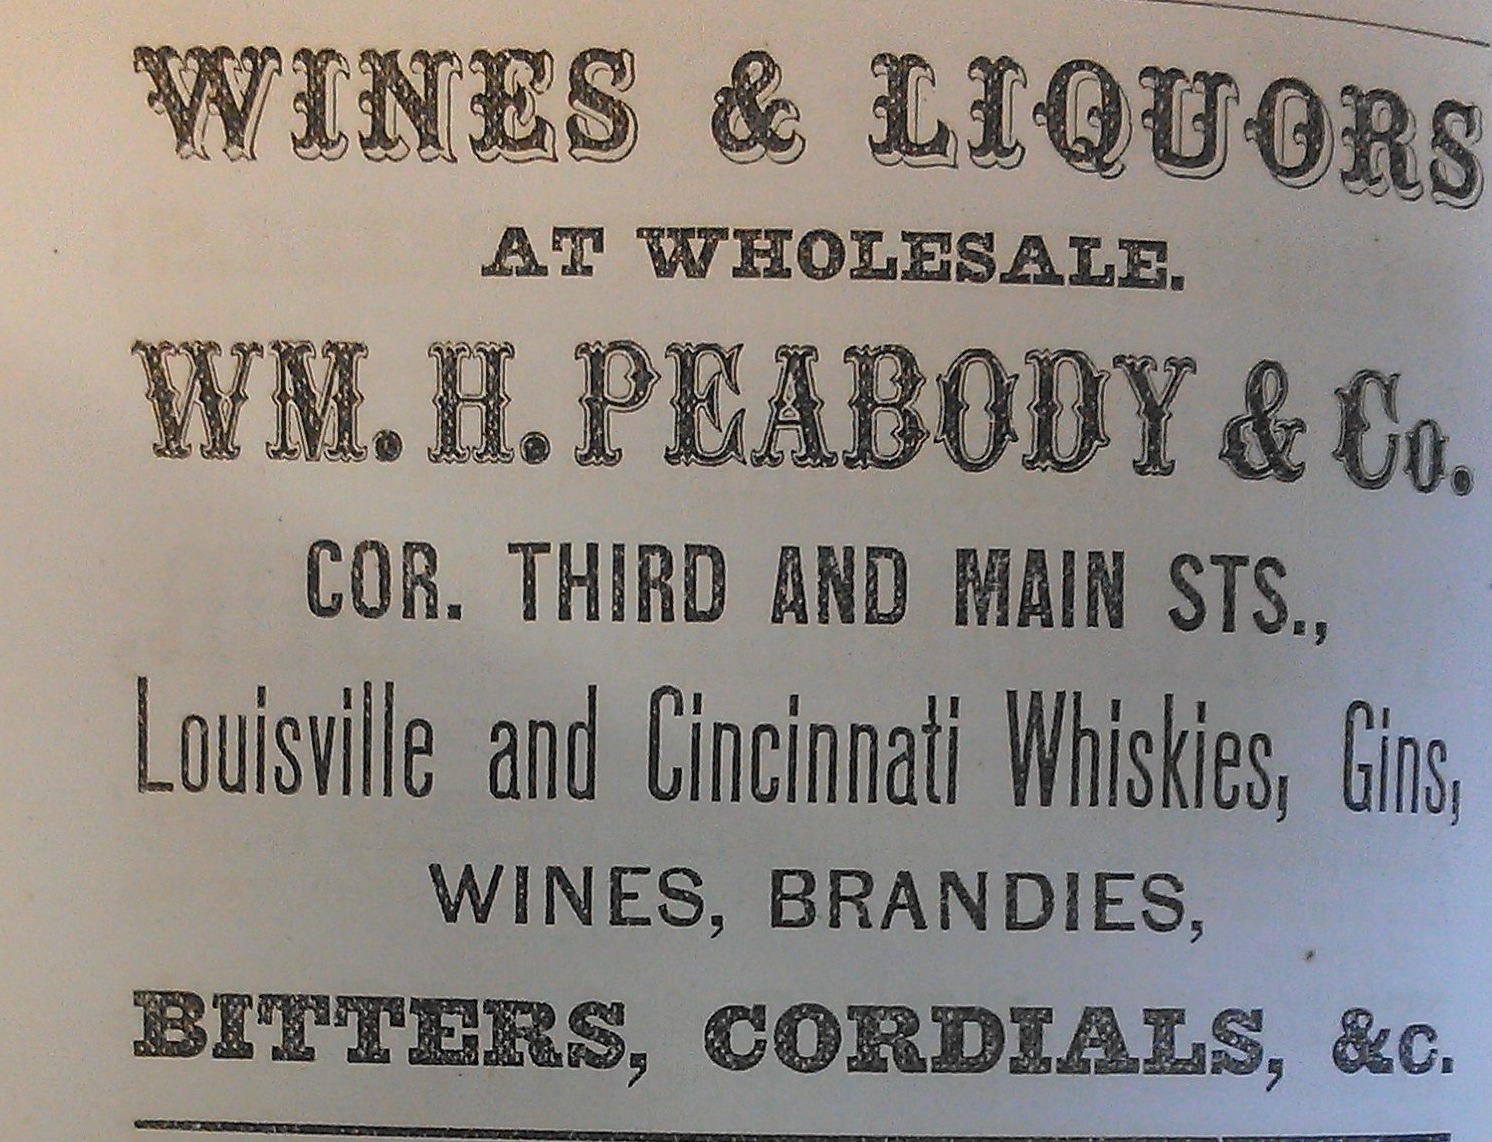 WINES & LIQUORS
AT WHOLESALE.
WM. H. PEABODY & Co.
COR. THIRD AND MAIN STS.,
Louisville and Cincinnati Whiskies, Gins,
WINES, BRANDIES,
BITTERS, CORDIALS, &c.